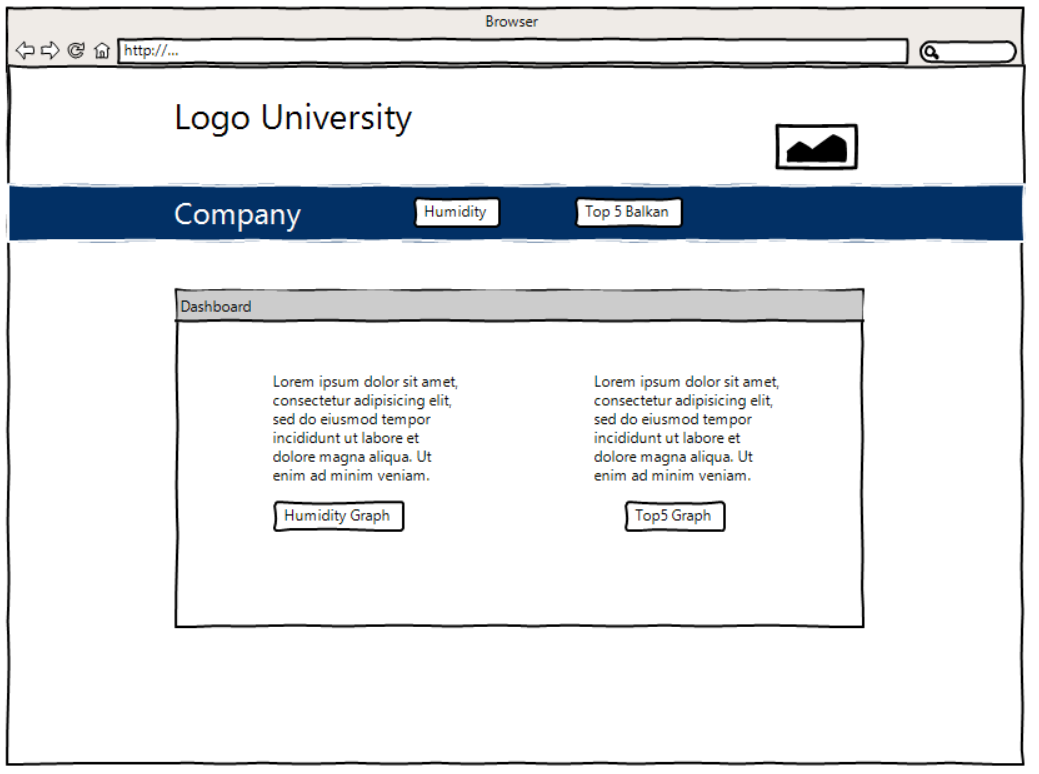 Browser
http://...
Logo University
Company
Humidity
Top 5 Balkan
Dashboard
Lorem ipsum dolor sit amet,
consectetur adipisicing elit,
sed do eiusmod tempor
incididunt ut labore et
dolore magna aliqua. Ut
enim ad minim veniam.
Humidity Graph
Lorem ipsum dolor sit amet,
consectetur adipisicing elit,
sed do eiusmod tempor
incididunt ut labore et
dolore magna aliqua. Ut
enim ad minim veniam.
Top5 Graph